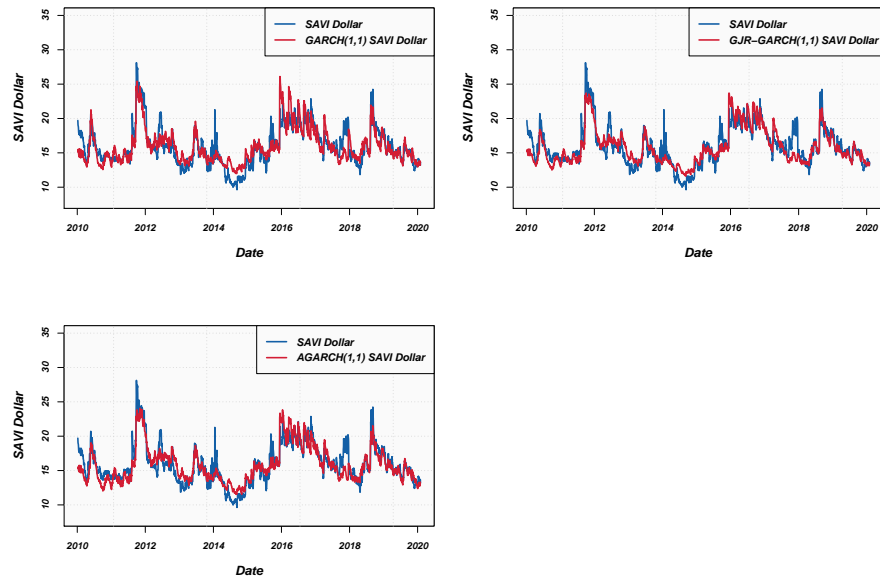 SAVI Dollar
GARCH(1,1) SAVI Dollar
35
30
25
20
15
10
SAVI Dollar
2010 2012 2014 2016 2018 2020
Date
SAVI Dollar
GJR−GARCH(1,1) SAVI Dollar
35
30
25
20
15
10
SAVI Dollar
2010 2012 2014 2016 2018 2020
Date
SAVI Dollar
AGARCH(1,1) SAVI Dollar
35
30
25
20
15
10
SAVI Dollar
2010 2012 2014 2016 2018 2020
Date